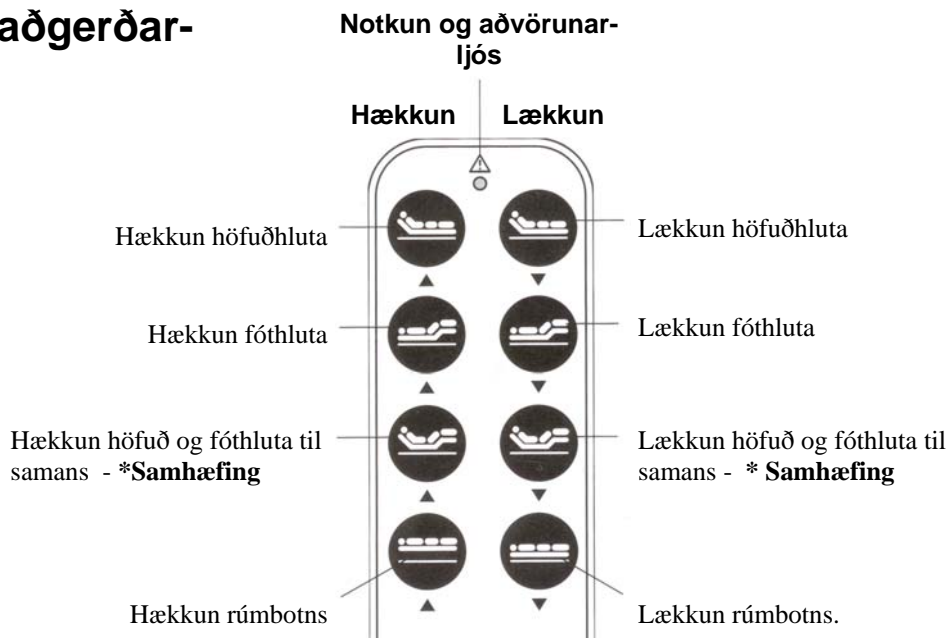 aðgerðar-
Notkun og aðvörunar-
ljós
Hækkun Lækkun
Hækkun höfuðhluta
Lækkun höfuðhluta
Hækkun fóthluta
Lækkun fóthluta
Hækkun höfuð og fóthluta til
samans - *Samhæfing
Lækkun höfuð og fóthluta til
samans - * Samhæfing
Hækkun rúmbotns
Lækkun rúmbotns.